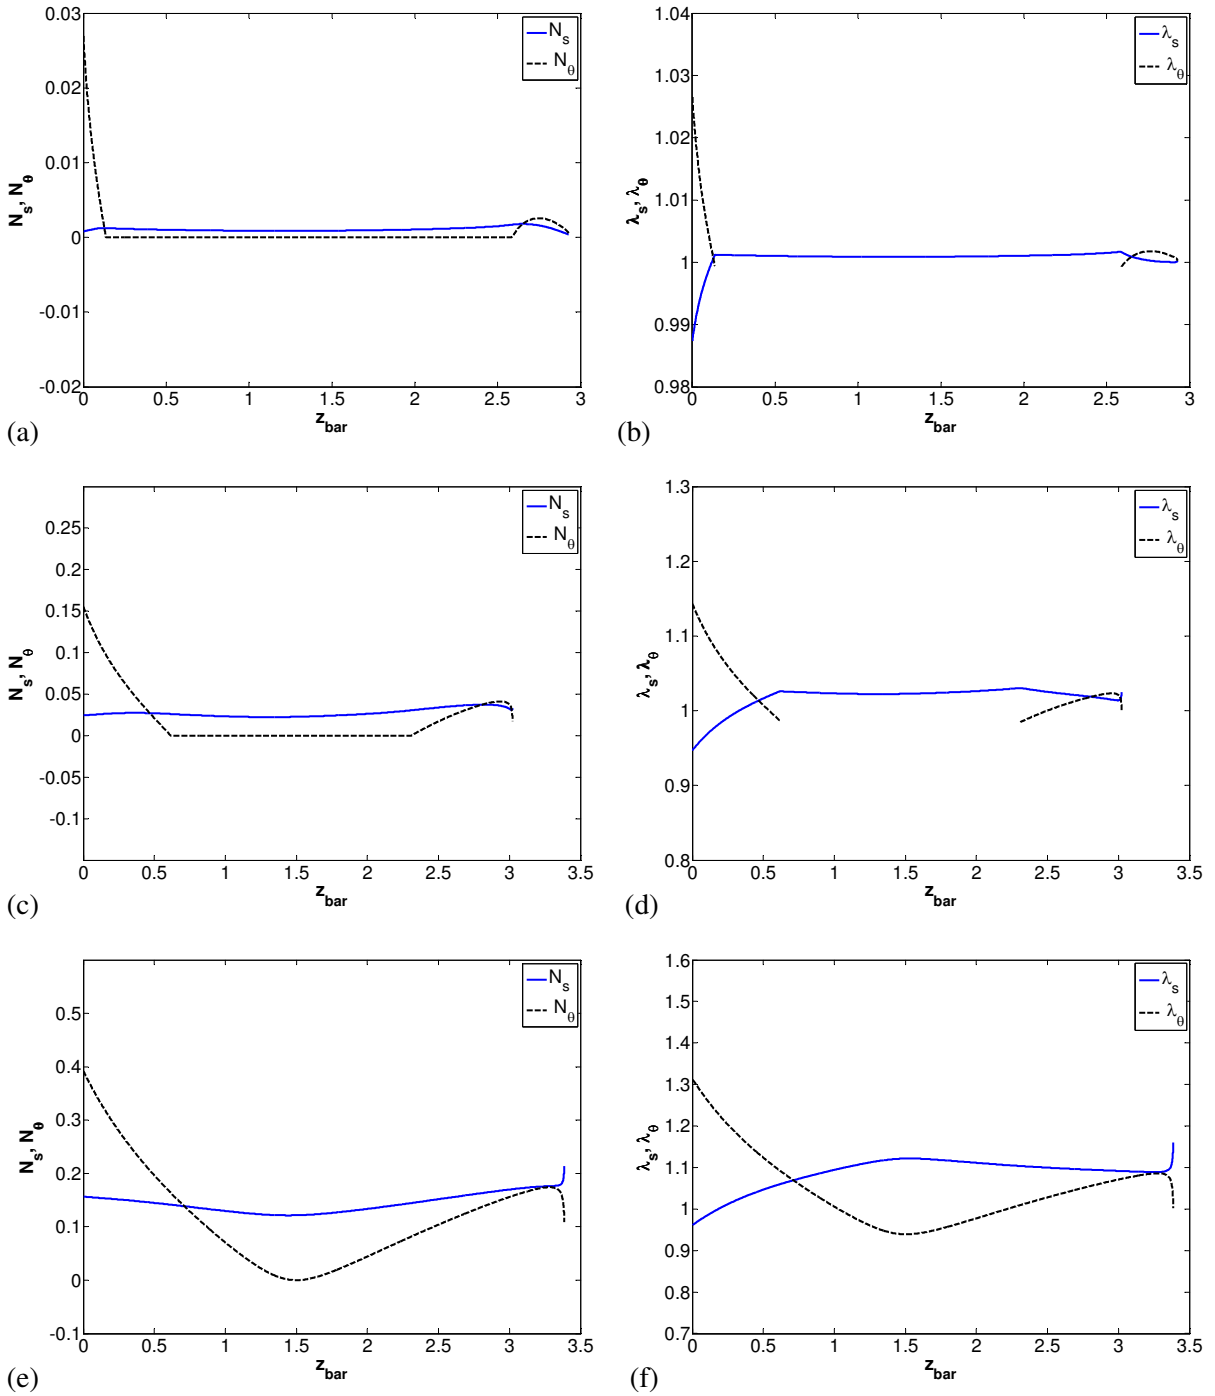 0.03
0.02
0.01
0
-0.01
-0.02
N_s, N_θ
N_s
N_θ
0 0.5 1 1.5 2 2.5 3
z_bar
(a)
1.04
1.03
1.02
1.01
1
0.99
0.98
λ_s, λ_θ
λ_s
λ_θ
0 0.5 1 1.5 2 2.5 3
z_bar
(b)
0.25
0.2
0.15
0.1
0.05
0
-0.05
-0.1
N_s, N_θ
N_s
N_θ
0 0.5 1 1.5 2 2.5 3 3.5
z_bar
(c)
1.3
1.2
1.1
1
0.9
0.8
λ_s, λ_θ
λ_s
λ_θ
0 0.5 1 1.5 2 2.5 3 3.5
z_bar
(d)
0.5
0.4
0.3
0.2
0.1
0
-0.1
N_s, N_θ
N_s
N_θ
0 0.5 1 1.5 2 2.5 3 3.5
z_bar
(e)
1.6
1.5
1.4
1.3
1.2
1.1
1
0.9
0.8
0.7
λ_s, λ_θ
λ_s
λ_θ
0 0.5 1 1.5 2 2.5 3 3.5
z_bar
(f)